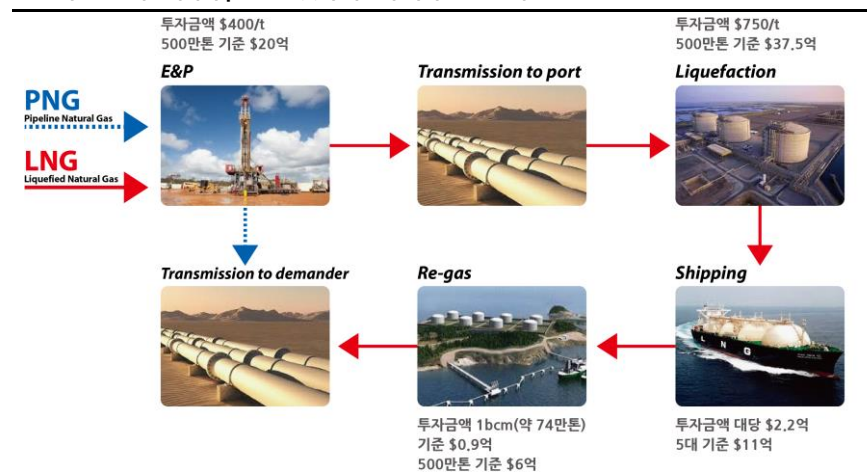 투자금액 $400/t
500만톤 기준 $20억
투자금액 $750/t
500만톤 기준 $37.5억
E&P
Transmission to port
Liquefaction
PNG
Pipeline Natural Gas
LNG
Liquefied Natural Gas
Transmission to demander
Re-gas
Shipping
L N G
투자금액 1bcm(약 74만톤)
기준 $0.9억
500만톤 기준 $6억
투자금액 대당 $2.2억
5대 기준 $11억